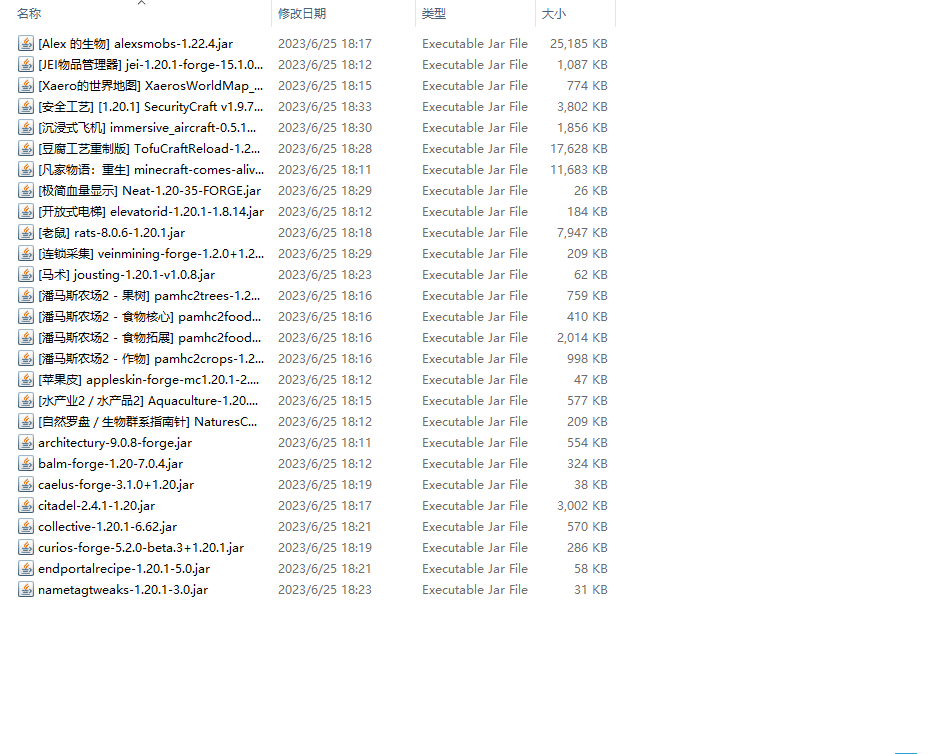 名称 修改日期 类型 大小
[Alex 的生物] alexsmobs-1.22.4.jar 2023/6/25 18:17 Executable Jar File 25,185 KB
[JEI物品管理器] jei-1.20.1-forge-15.1.0... 2023/6/25 18:12 Executable Jar File 1,087 KB
[Xaero的世界地图] XaerosWorldMap_... 2023/6/25 18:15 Executable Jar File 774 KB
[安全工艺] [1.20.1] SecurityCraft v1.9.7... 2023/6/25 18:33 Executable Jar File 3,802 KB
[沉浸式飞机] immersive_aircraft-0.5.1... 2023/6/25 18:30 Executable Jar File 1,856 KB
[豆腐工艺重制版] TofuCraftReload-1.2... 2023/6/25 18:28 Executable Jar File 17,628 KB
[凡家物语：重生] minecraft-comes-aliv... 2023/6/25 18:11 Executable Jar File 11,683 KB
[极简血量显示] Neat-1.20-35-FORGE.jar 2023/6/25 18:29 Executable Jar File 26 KB
[开放式电梯] elevatorid-1.20.1-1.8.14.jar 2023/6/25 18:12 Executable Jar File 184 KB
[老鼠] rats-8.0.6-1.20.1.jar 2023/6/25 18:18 Executable Jar File 7,947 KB
[连锁采集] veinmining-forge-1.2.0+1.2... 2023/6/25 18:29 Executable Jar File 209 KB
[马术] jousting-1.20.1-v1.0.8.jar 2023/6/25 18:23 Executable Jar File 62 KB
[潘马斯农场2 - 果树] pamhc2trees-1.2... 2023/6/25 18:16 Executable Jar File 759 KB
[潘马斯农场2 - 食物核心] pamhc2food... 2023/6/25 18:16 Executable Jar File 410 KB
[潘马斯农场2 - 食物拓展] pamhc2food... 2023/6/25 18:16 Executable Jar File 2,014 KB
[潘马斯农场2 - 作物] pamhc2crops-1.2... 2023/6/25 18:16 Executable Jar File 998 KB
[苹果皮] appleskin-forge-mc1.20.1-2.... 2023/6/25 18:12 Executable Jar File 47 KB
[水产业2 / 水产品2] Aquaculture-1.20.... 2023/6/25 18:15 Executable Jar File 577 KB
[自然罗盘 / 生物群系指南针] NaturesC... 2023/6/25 18:12 Executable Jar File 209 KB
architectury-9.0.8-forge.jar 2023/6/25 18:11 Executable Jar File 554 KB
balm-forge-1.20-7.0.4.jar 2023/6/25 18:12 Executable Jar File 324 KB
caelus-forge-3.1.0+1.20.jar 2023/6/25 18:19 Executable Jar File 38 KB
citadel-2.4.1-1.20.jar 2023/6/25 18:17 Executable Jar File 3,002 KB
collective-1.20.1-6.62.jar 2023/6/25 18:21 Executable Jar File 570 KB
curios-forge-5.2.0-beta.3+1.20.1.jar 2023/6/25 18:19 Executable Jar File 286 KB
endportalrecipe-1.20.1-5.0.jar 2023/6/25 18:21 Executable Jar File 58 KB
nametagtweaks-1.20.1-3.0.jar 2023/6/25 18:23 Executable Jar File 31 KB